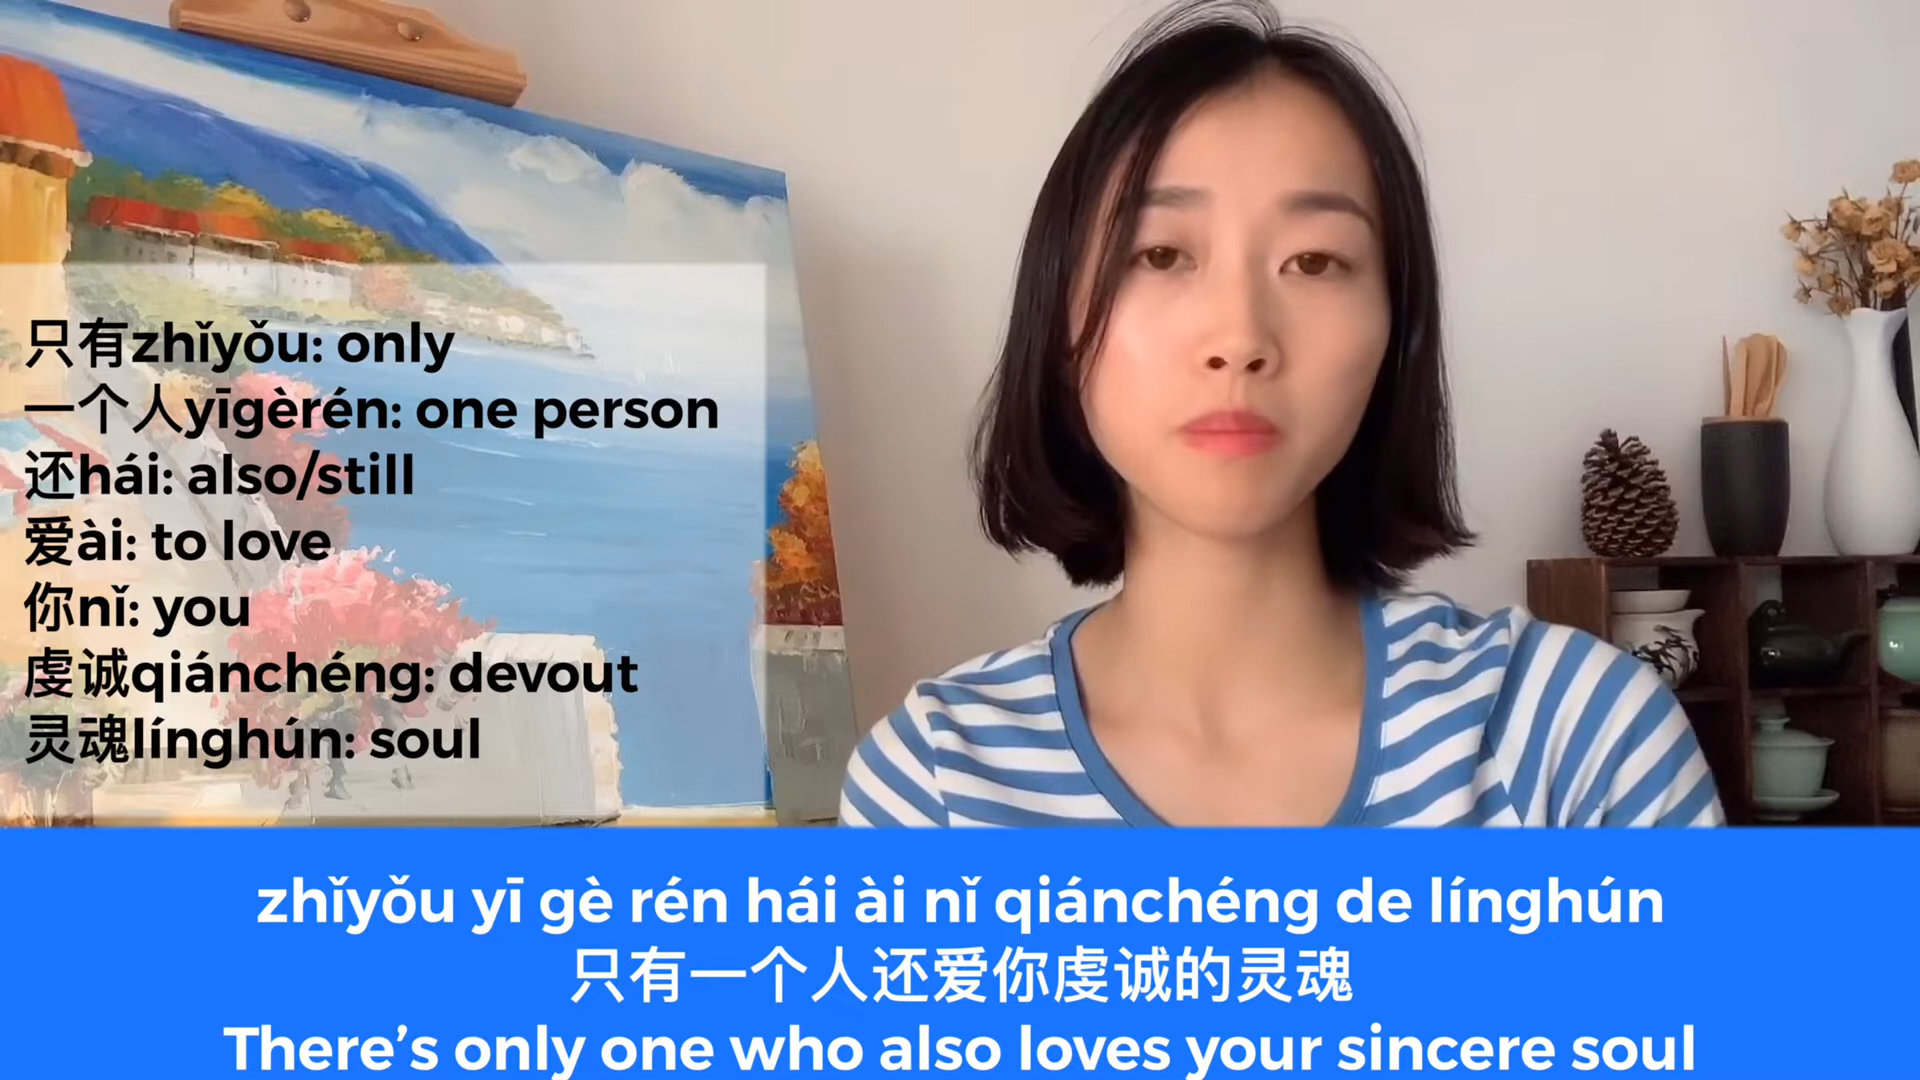 只有zhǐyǒu: only
一个人yīgèrén: one person
还hái: also/still
爱ài: to love
你nǐ: you
虔诚qiánchéng: devout
灵魂línghún: soul
zhǐyǒu yī gè rén hái ài nǐ qiánchéng de línghún
只有一个人还爱你虔诚的灵魂
There’s only one who also loves your sincere soul